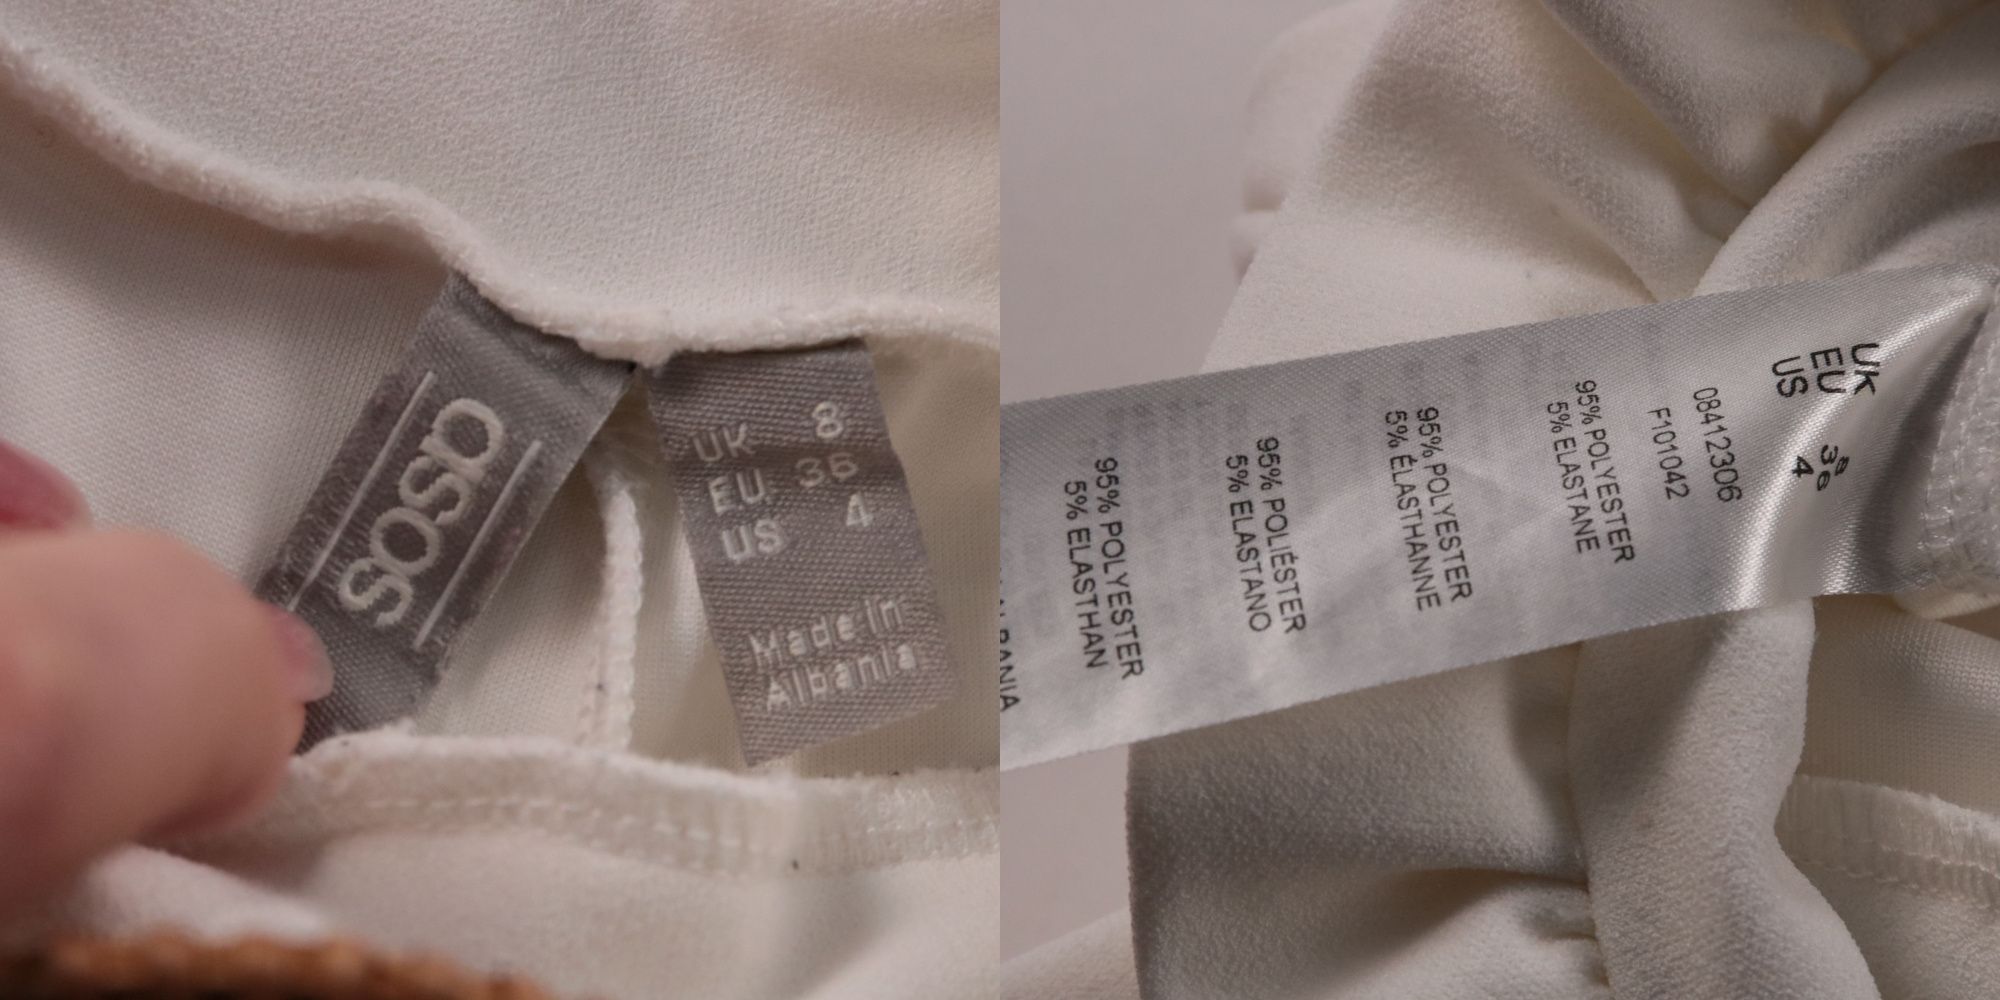 asos
UK 8
EU 36
US 4
Made in
Albania
UK 8
EU 36
US 4
08412306
F101042
95% POLYESTER
5% ELASTANE
95% POLYESTER
5% ÉLASTHANNE
95% POLIÉSTER
5% ELASTANO
95% POLYESTER
5% ELASTHAN
ALBANIA